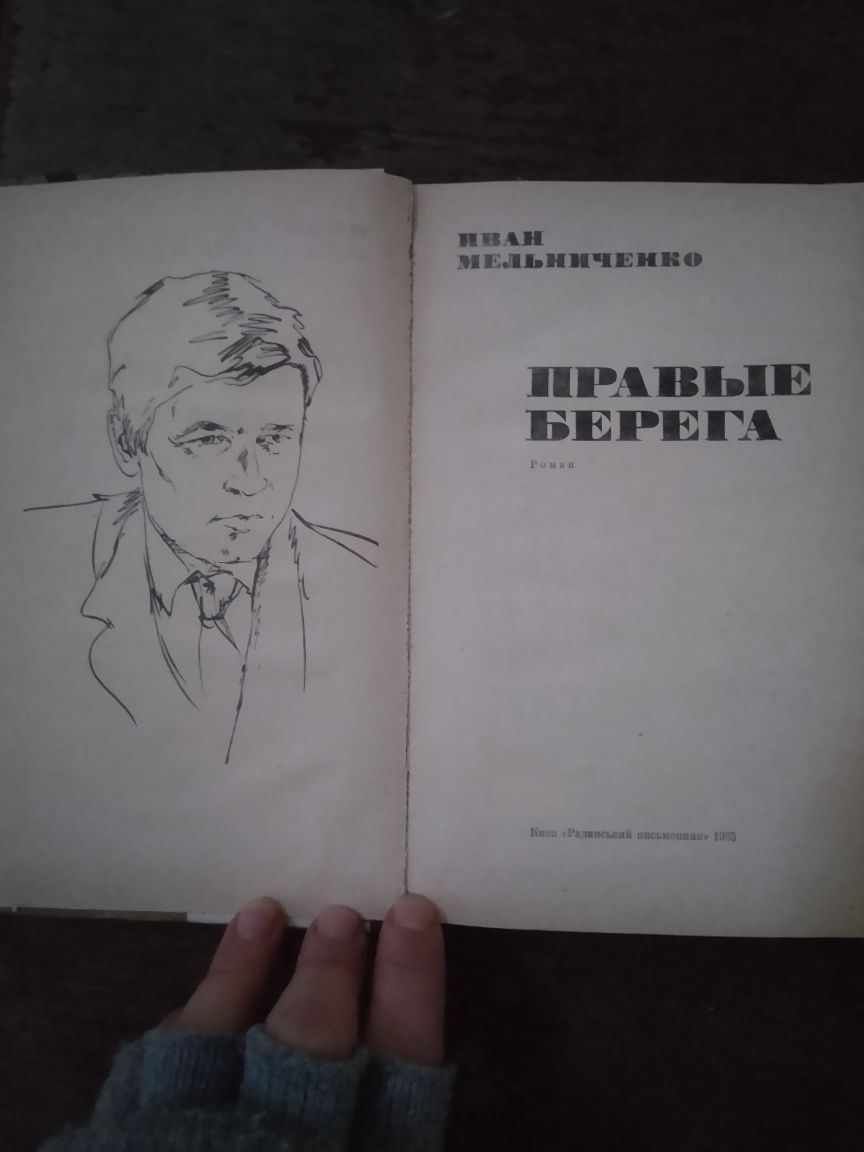 ИВАН
МЕЛЬНИЧЕНКО
ПРАВЫЕ
БЕРЕГА
Роман
Киев «Радянський письменник» 1985